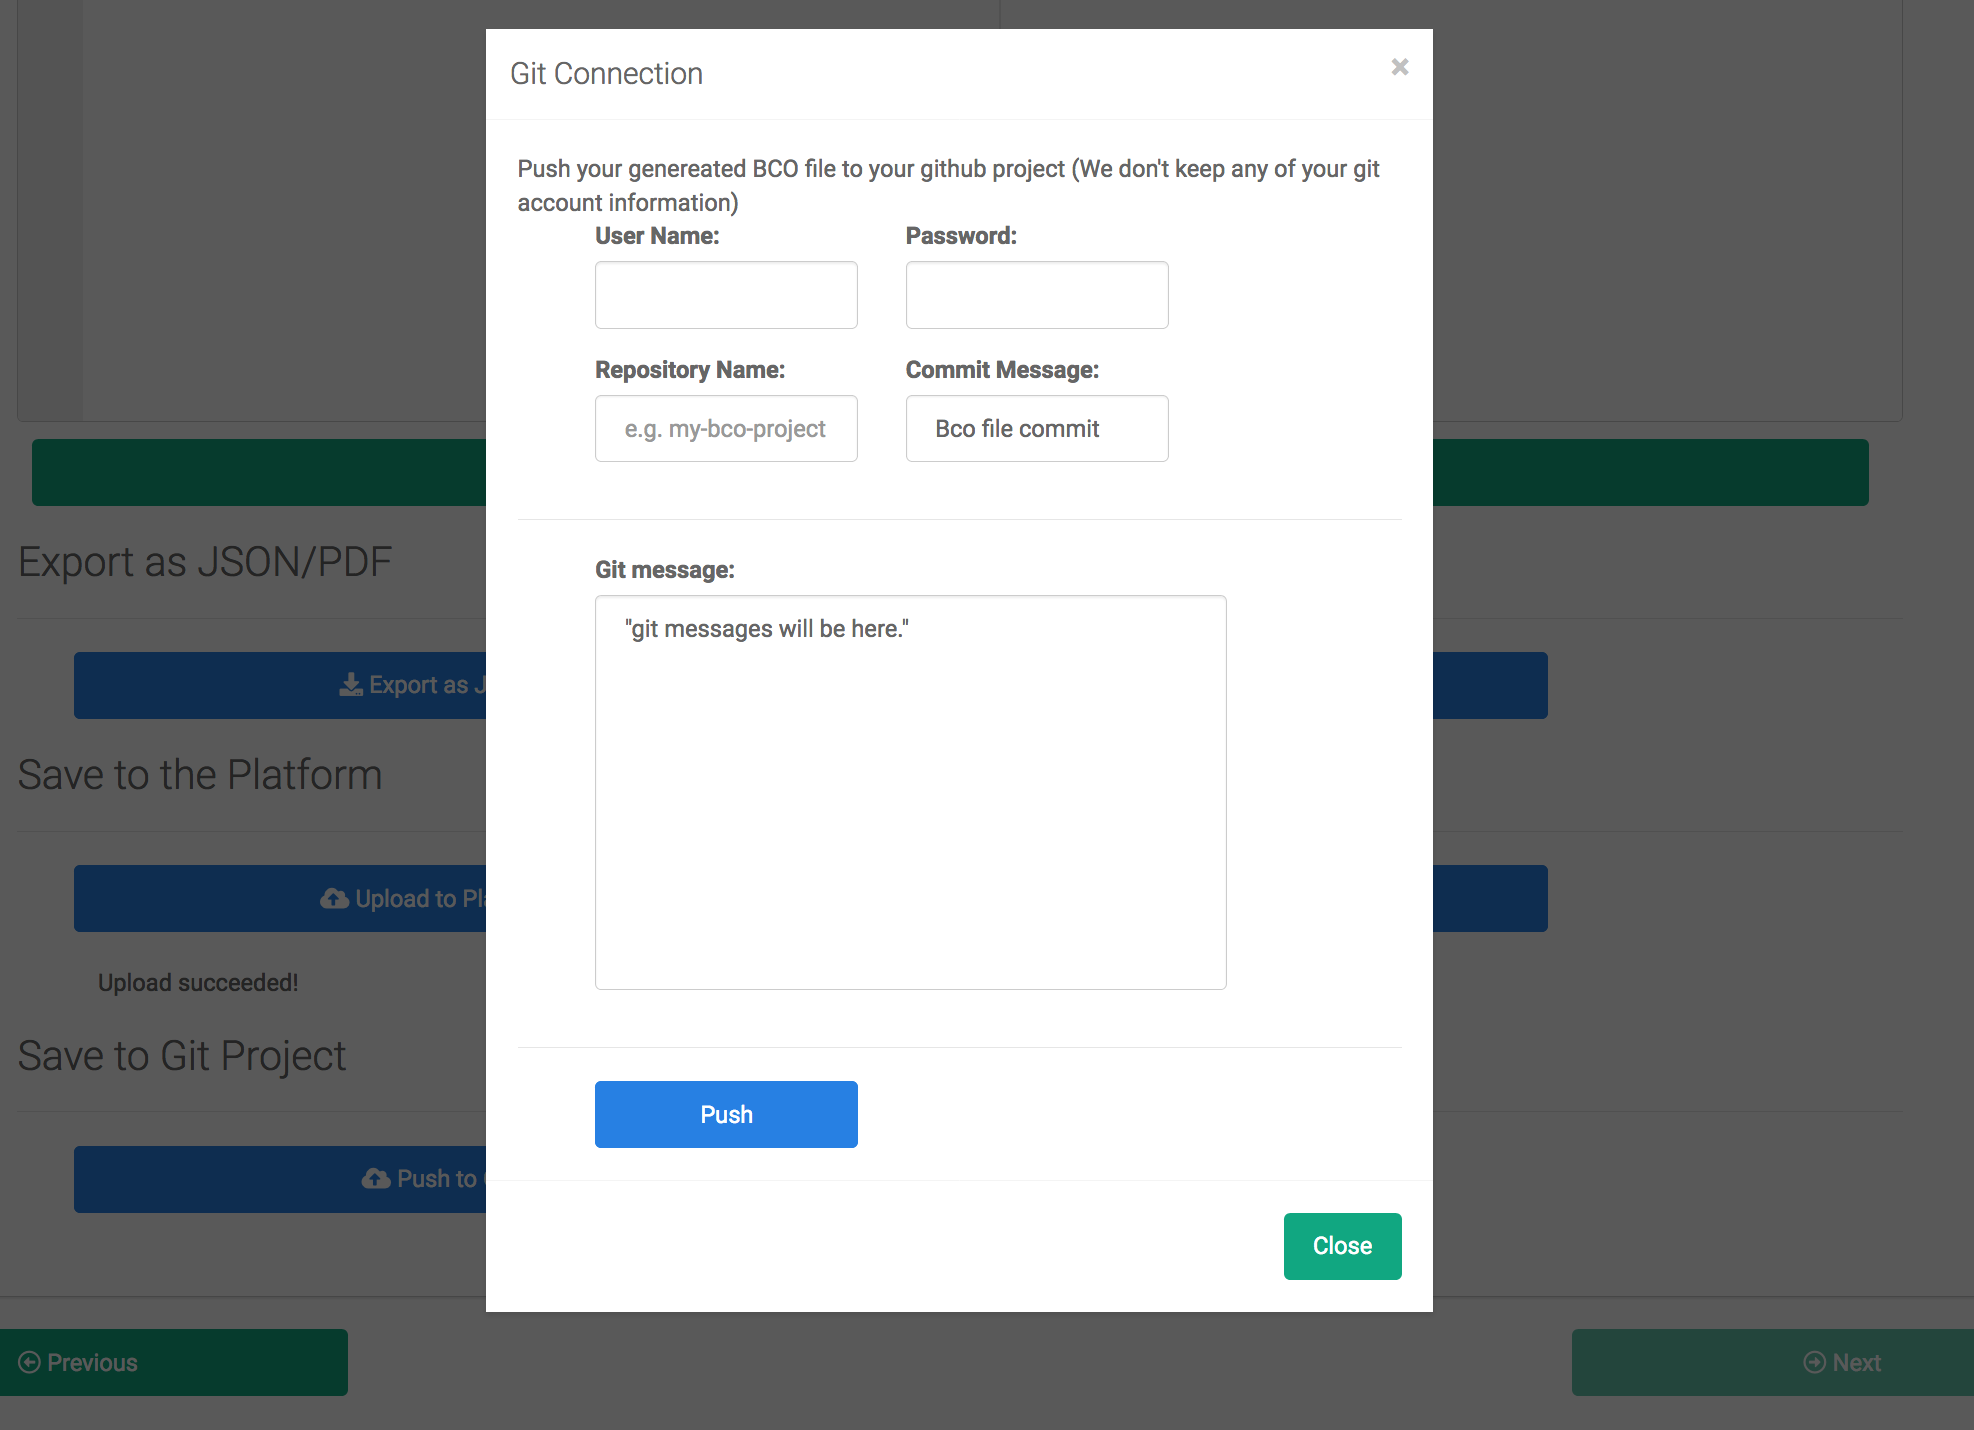 Git Connection
×
Push your genereated BCO file to your github project (We don't keep any of your git
account information)
User Name:
Password:
Repository Name:
Commit Message:
e.g. my-bco-project
Bco file commit
Git message:
"git messages will be here."
Push
Close
Export as JSON/PDF
Export as J
Save to the Platform
Upload to Pla
Upload succeeded!
Save to Git Project
Push to
Previous
Next